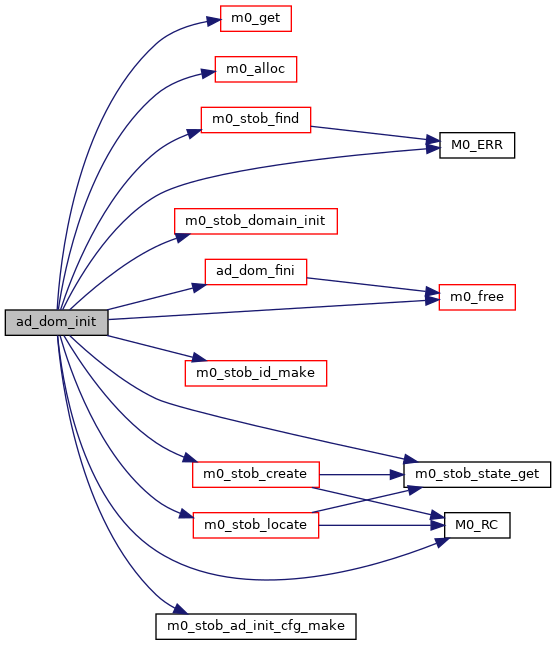 m0_get
m0_alloc
m0_stob_find
M0_ERR
m0_stob_domain_init
ad_dom_fini
m0_free
ad_dom_init
m0_stob_id_make
m0_stob_create
m0_stob_state_get
m0_stob_locate
M0_RC
m0_stob_ad_init_cfg_make